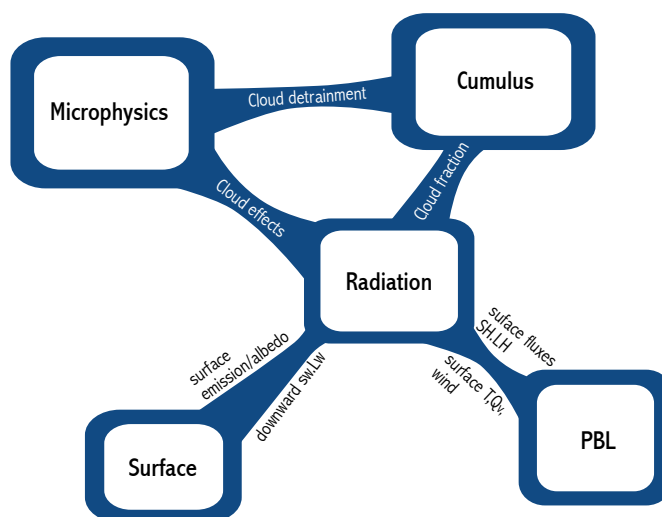 Microphysics
Cloud detrainment
Cumulus
Cloud effects
Cloud fraction
Radiation
surface
emission/albedo
downward sw.Lw
suface fluxes
SH.LH
surface T,Qv,
wind
Surface
PBL